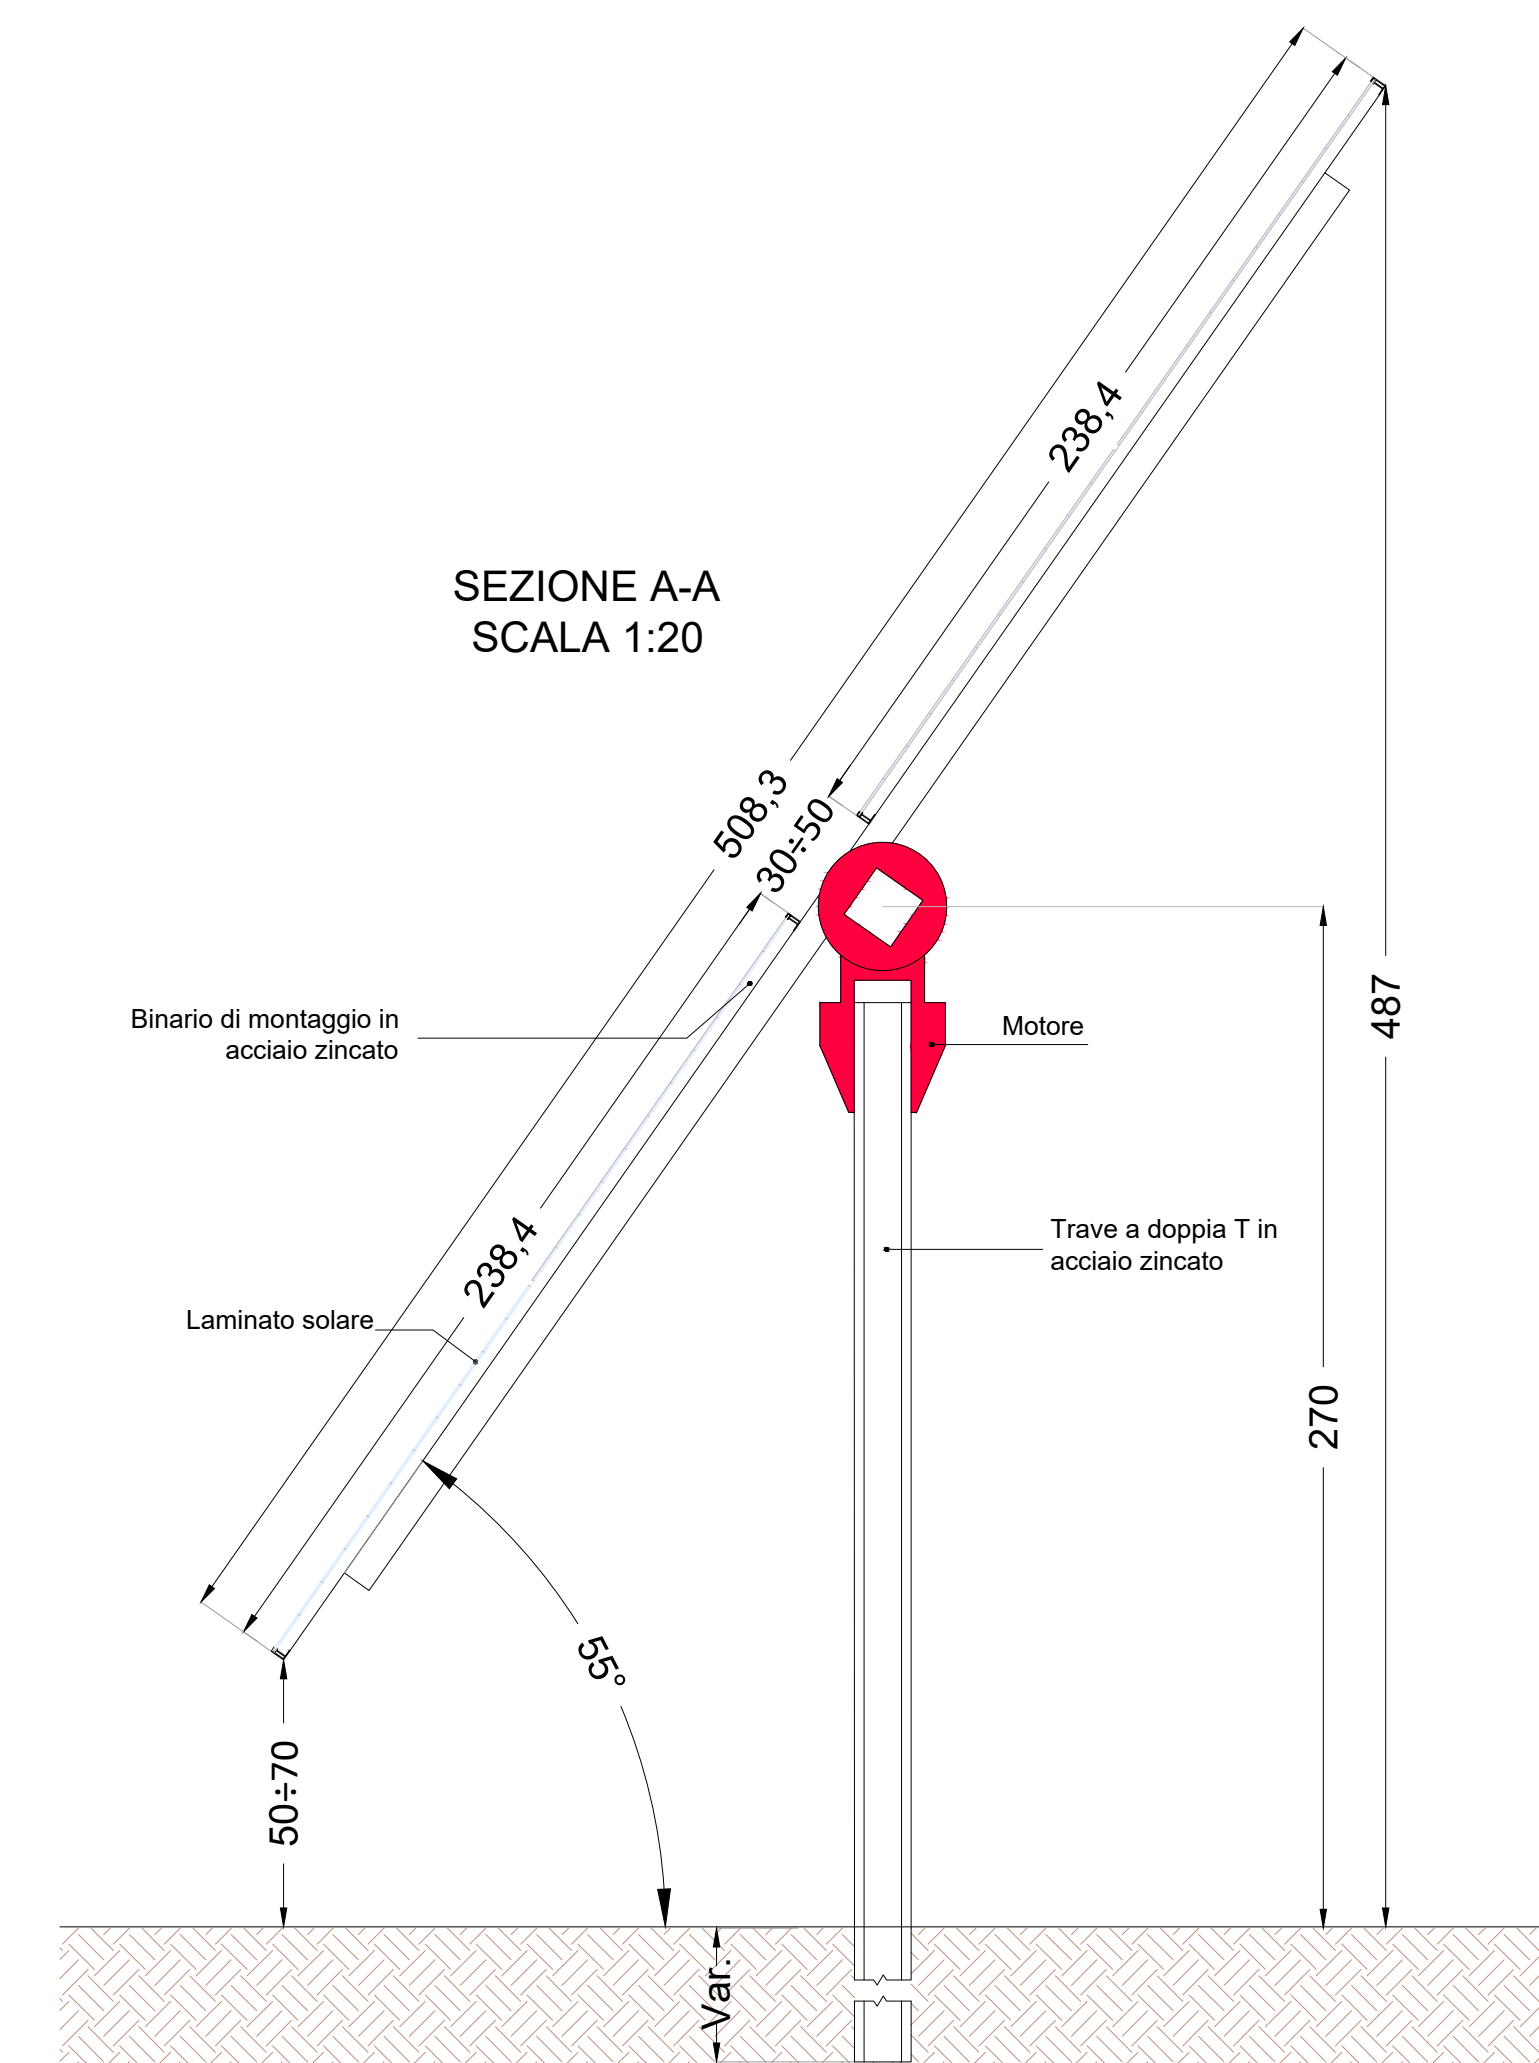 238,4
SEZIONE A-A
SCALA 1:20
508,3
30÷50
487
Binario di montaggio in
acciaio zincato
Motore
238,4
Trave a doppia T in
acciaio zincato
Laminato solare
270
55°
50÷70
Var.